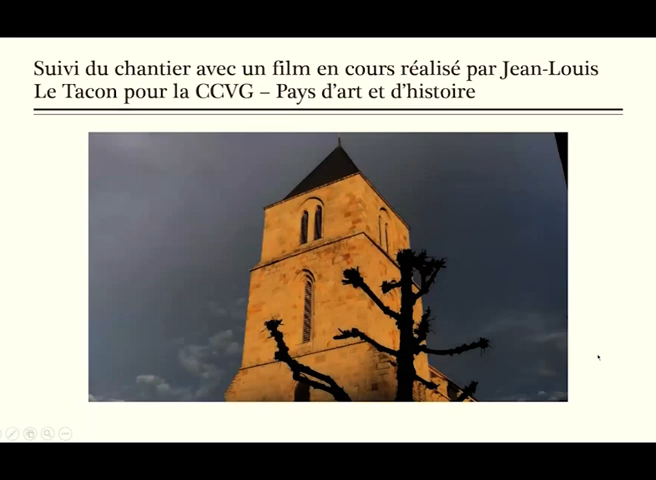 Suivi du chantier avec un film en cours réalisé par Jean-Louis
Le Tacon pour la CCVG – Pays d’art et d’histoire